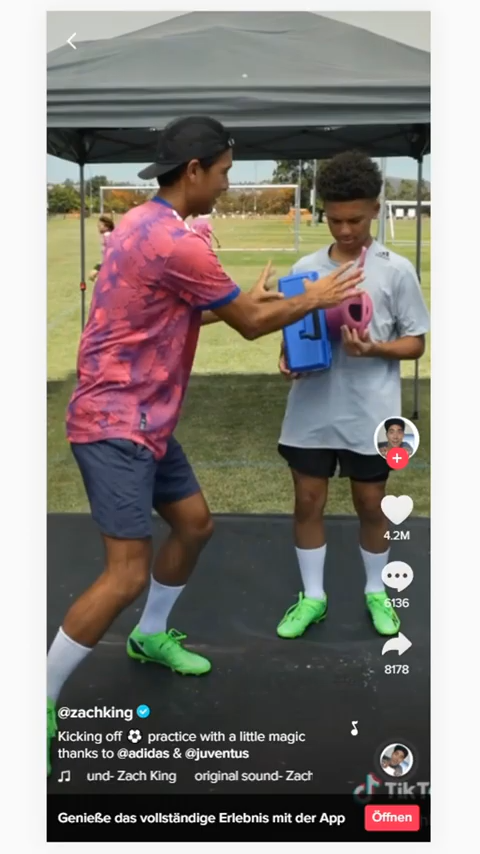 4.2M
6136
8178
@zachking
Kicking off ⚽ practice with a little magic
thanks to @adidas & @juventus
und- Zach King original sound- Zach
TikT
Genieße das vollständige Erlebnis mit der App
Öffnen